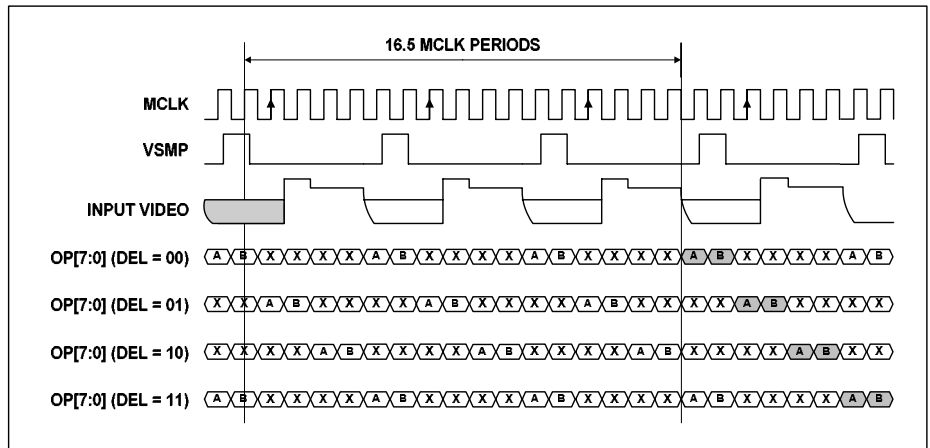 16.5 MCLK PERIODS
MCLK
VSMP
INPUT VIDEO
OP[7:0] (DEL = 00) A B X X X X A B X X X X A B X X X X A B X X X X A B
OP[7:0] (DEL = 01) X X A B X X X X A B X X X X A B X X X X A B X X X X
OP[7:0] (DEL = 10) X X X X A B X X X X A B X X X X A B X X X X A B X X
OP[7:0] (DEL = 11) A B X X X X A B X X X X A B X X X X A B X X X X A B